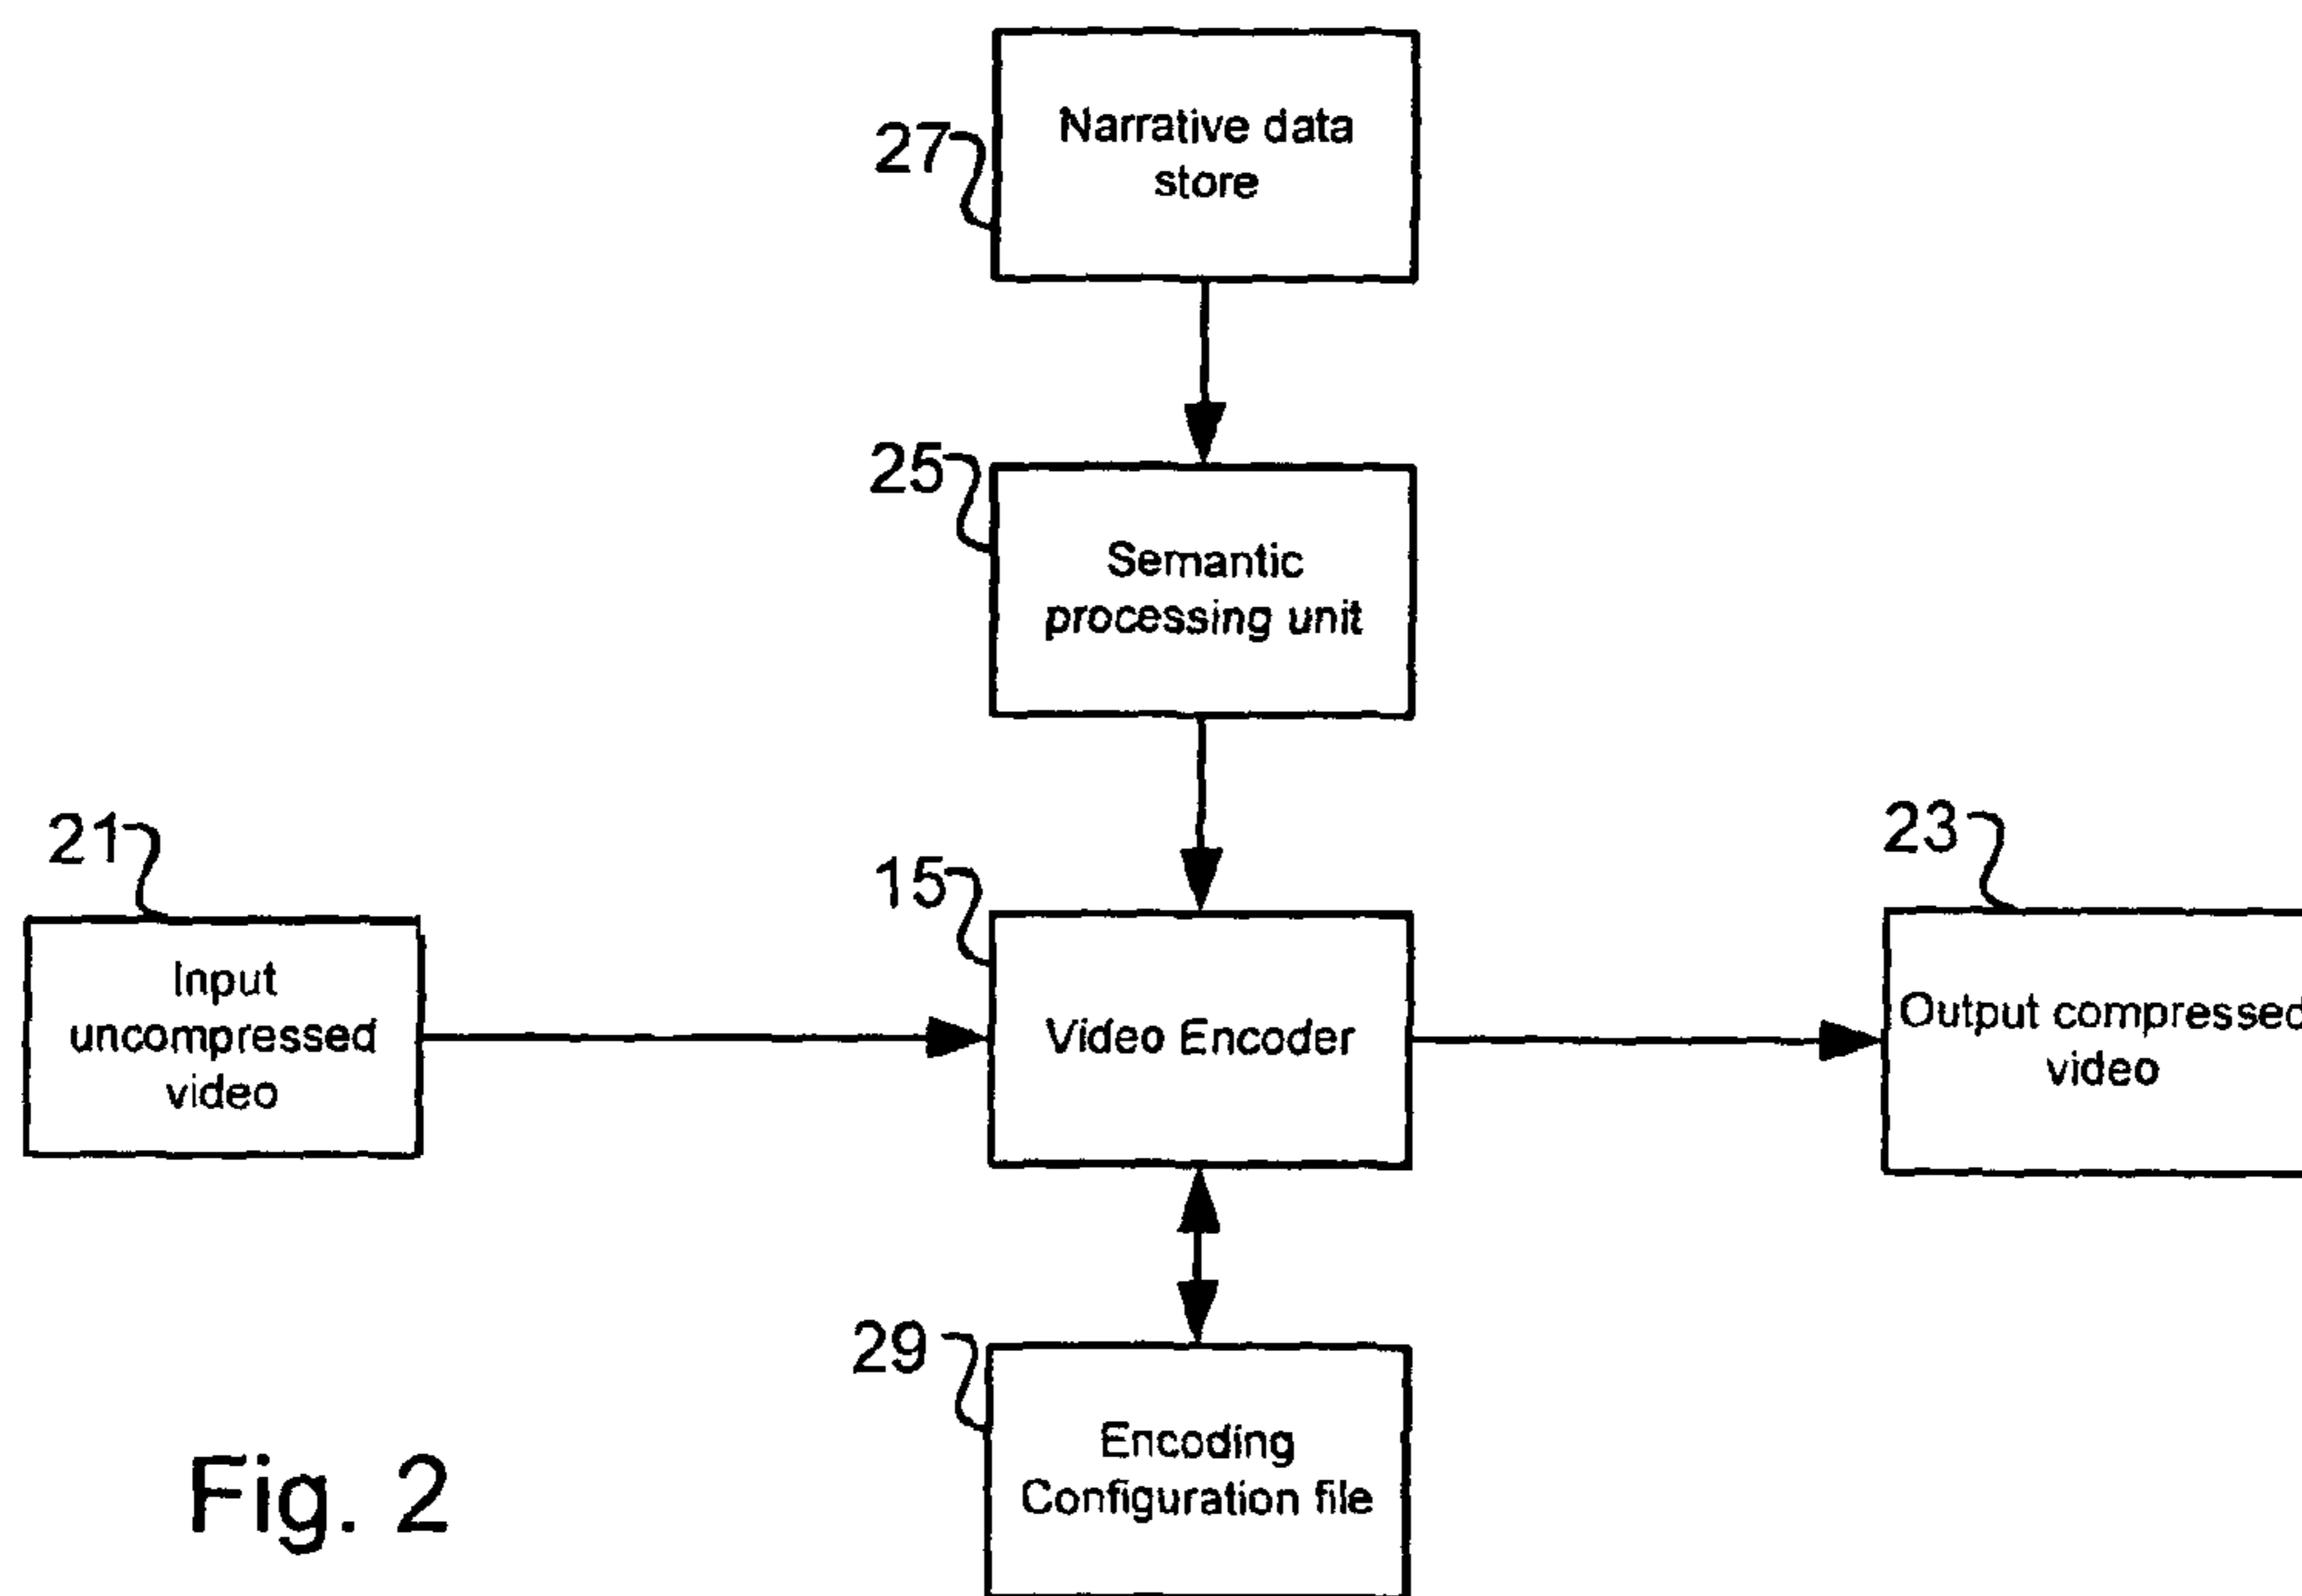 27
Narrative data
store
25
Semantic
processing unit
21
Input
uncompressed
video
15
Video Encoder
23
Output compressed
video
29
Encoding
Configuration file
Fig. 2